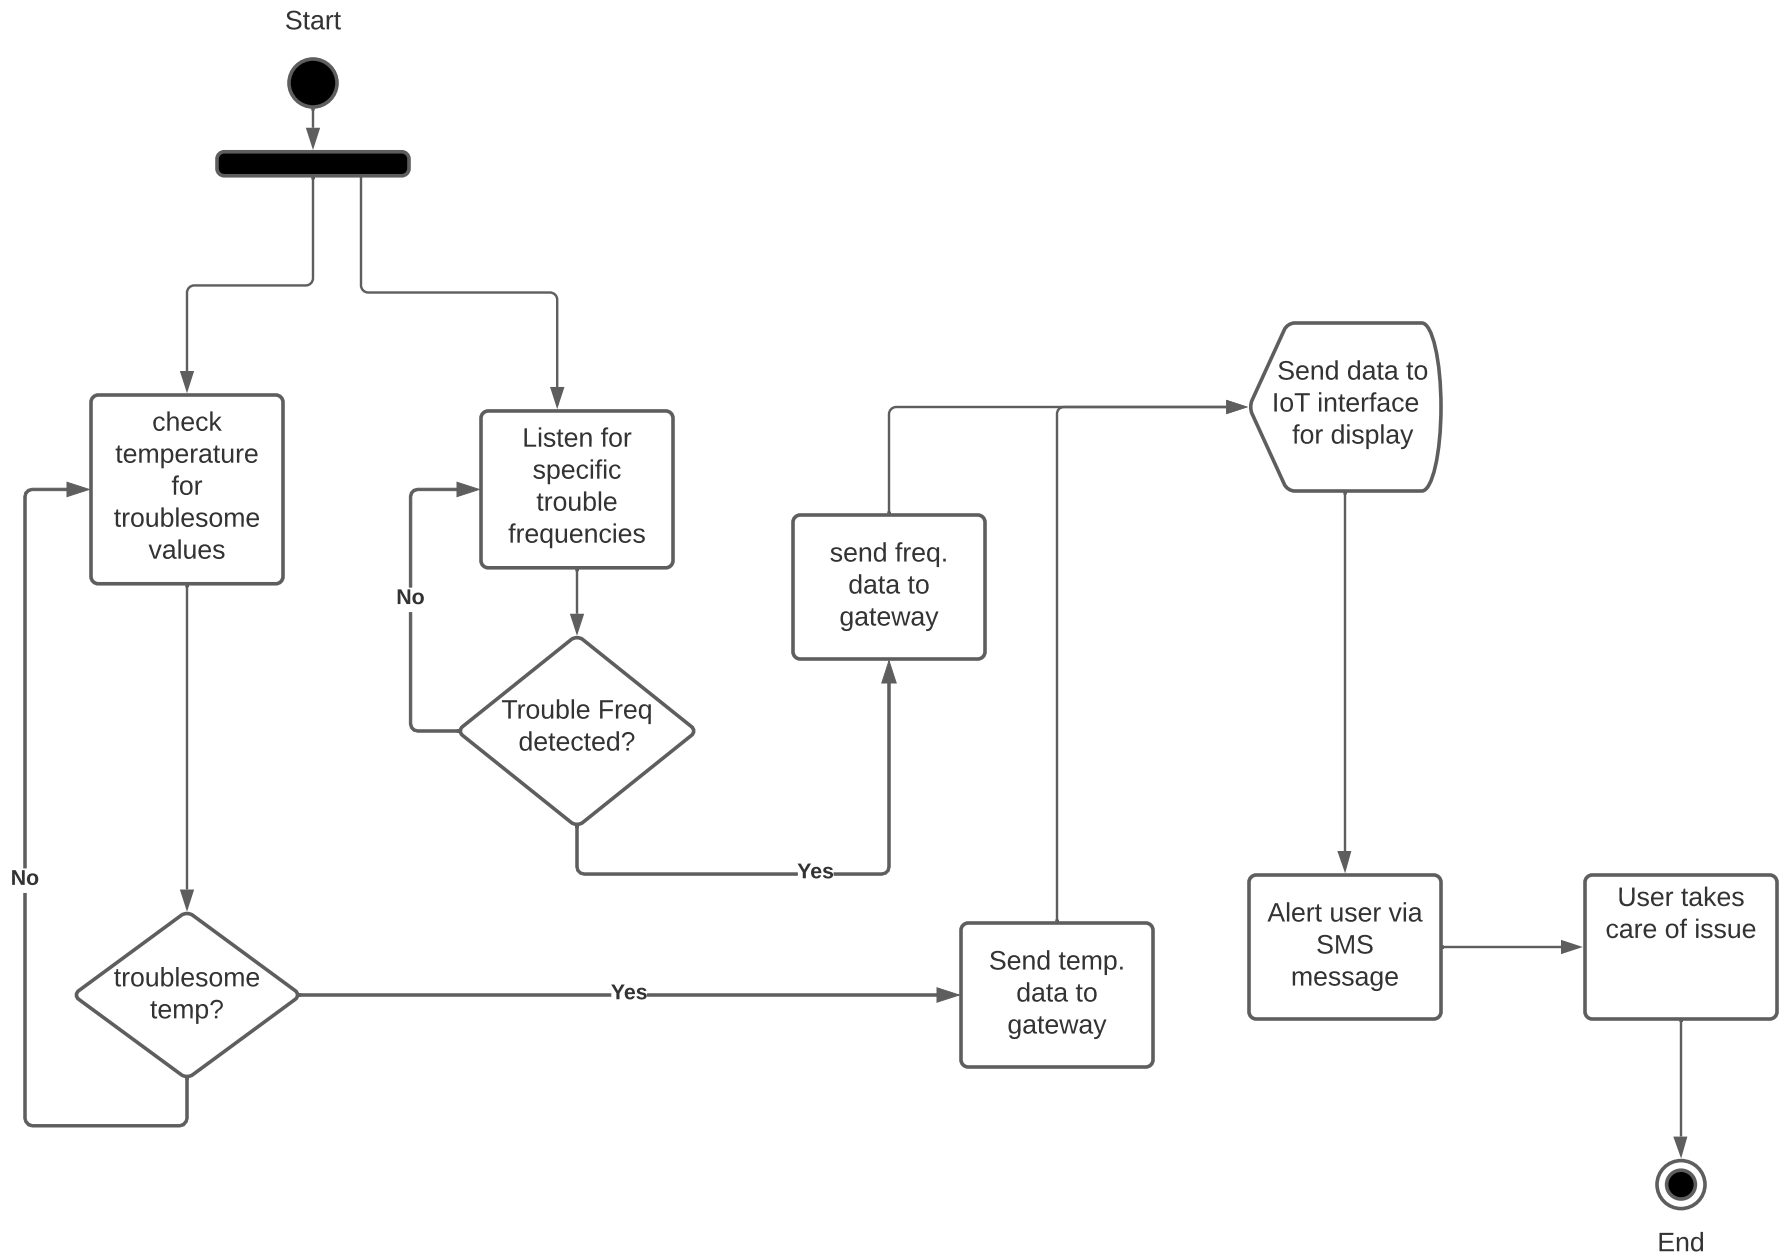 Start
check
temperature
for
troublesome
values
Listen for
specific
trouble
frequencies
No
Trouble Freq
detected?
Yes
send freq.
data to
gateway
Send data to
IoT interface
for display
No
troublesome
temp?
Yes
Send temp.
data to
gateway
Alert user via
SMS
message
User takes
care of issue
End